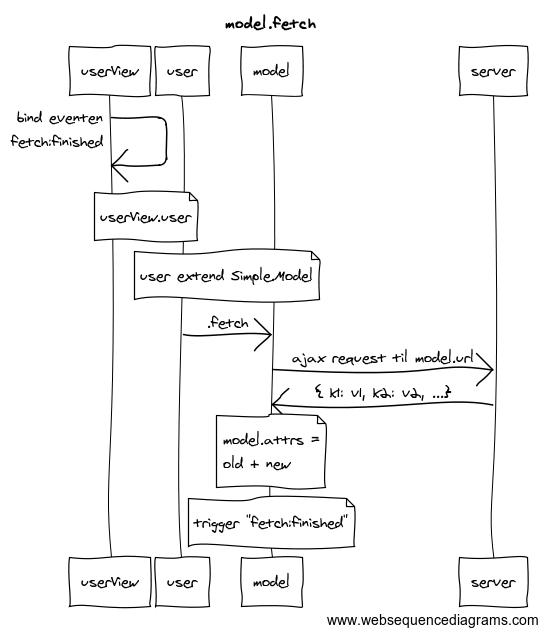 model.fetch
userView user model server
bind eventen
fetch:finished
userView.user
user extend Simple.Model
.fetch
ajax request til model.url
{ k1: v1, k2: v2, ...}
model.attrs =
old + new
trigger "fetch:finished"
userView user model server
www.websequencediagrams.com